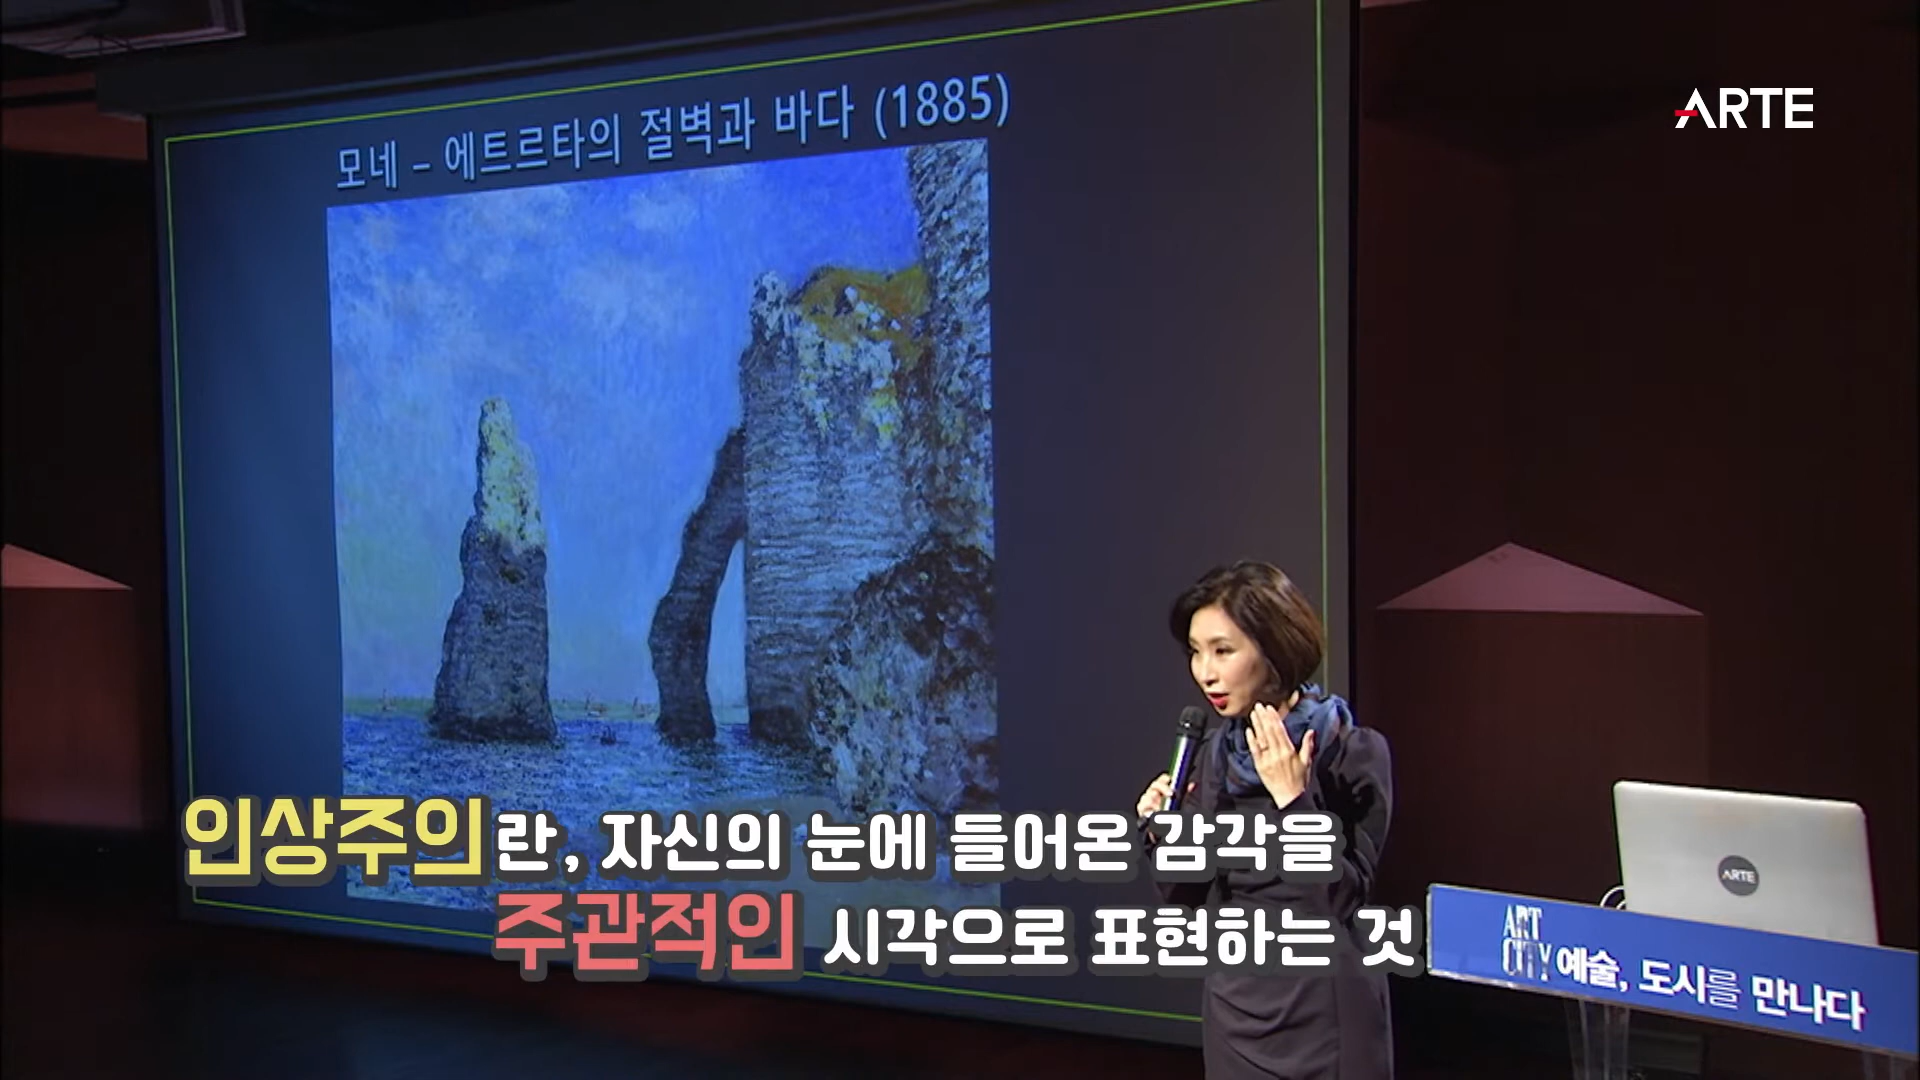 모네 – 에트르타의 절벽과 바다 (1885)
ARTE
인상주의란, 자신의 눈에 들어온 감각을
주관적인 시각으로 표현하는 것
ARTE
ART
CITY 예술, 도시를 만나다